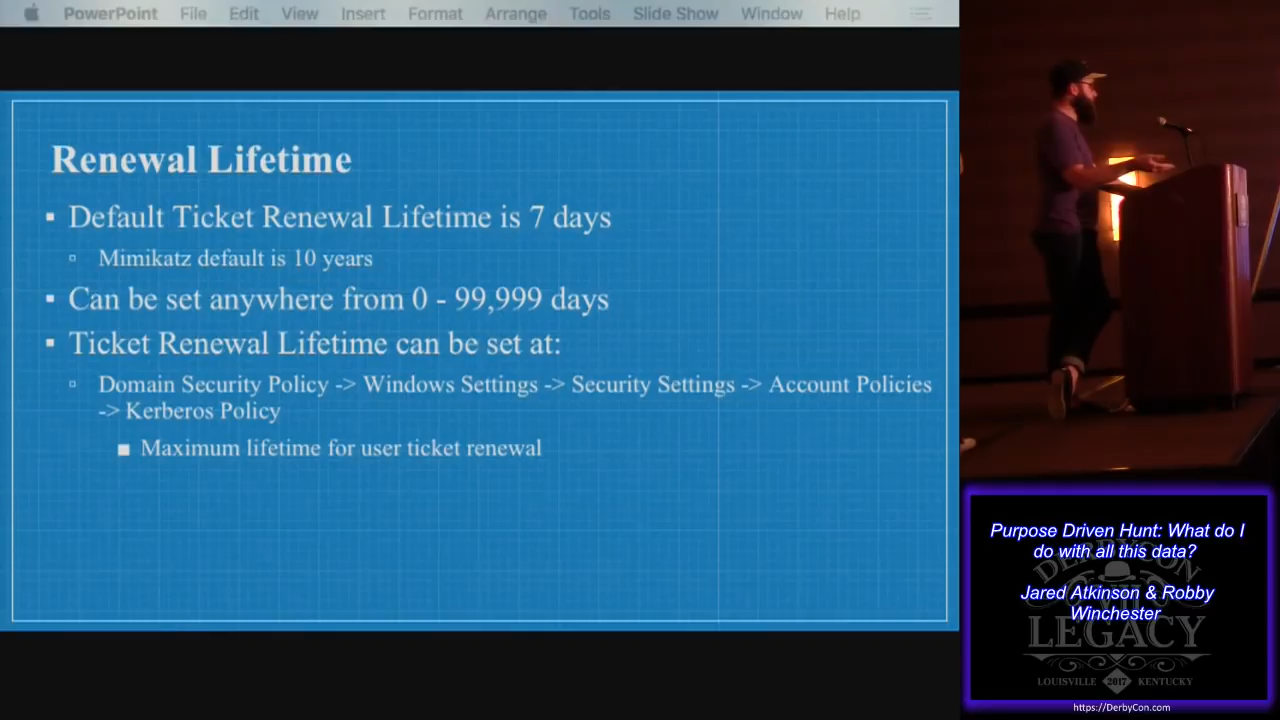 PowerPoint File Edit View Insert Format Arrange Tools Slide Show Window Help
Renewal Lifetime
▪ Default Ticket Renewal Lifetime is 7 days
▫ Mimikatz default is 10 years
▪ Can be set anywhere from 0 - 99,999 days
▪ Ticket Renewal Lifetime can be set at:
▫ Domain Security Policy -> Windows Settings -> Security Settings -> Account Policies
-> Kerberos Policy
■ Maximum lifetime for user ticket renewal
Purpose Driven Hunt: What do I
do with all this data?
Jared Atkinson & Robby
Winchester
DERBYCON
LEGACY
LOUISVILLE 2017 KENTUCKY
https://DerbyCon.com